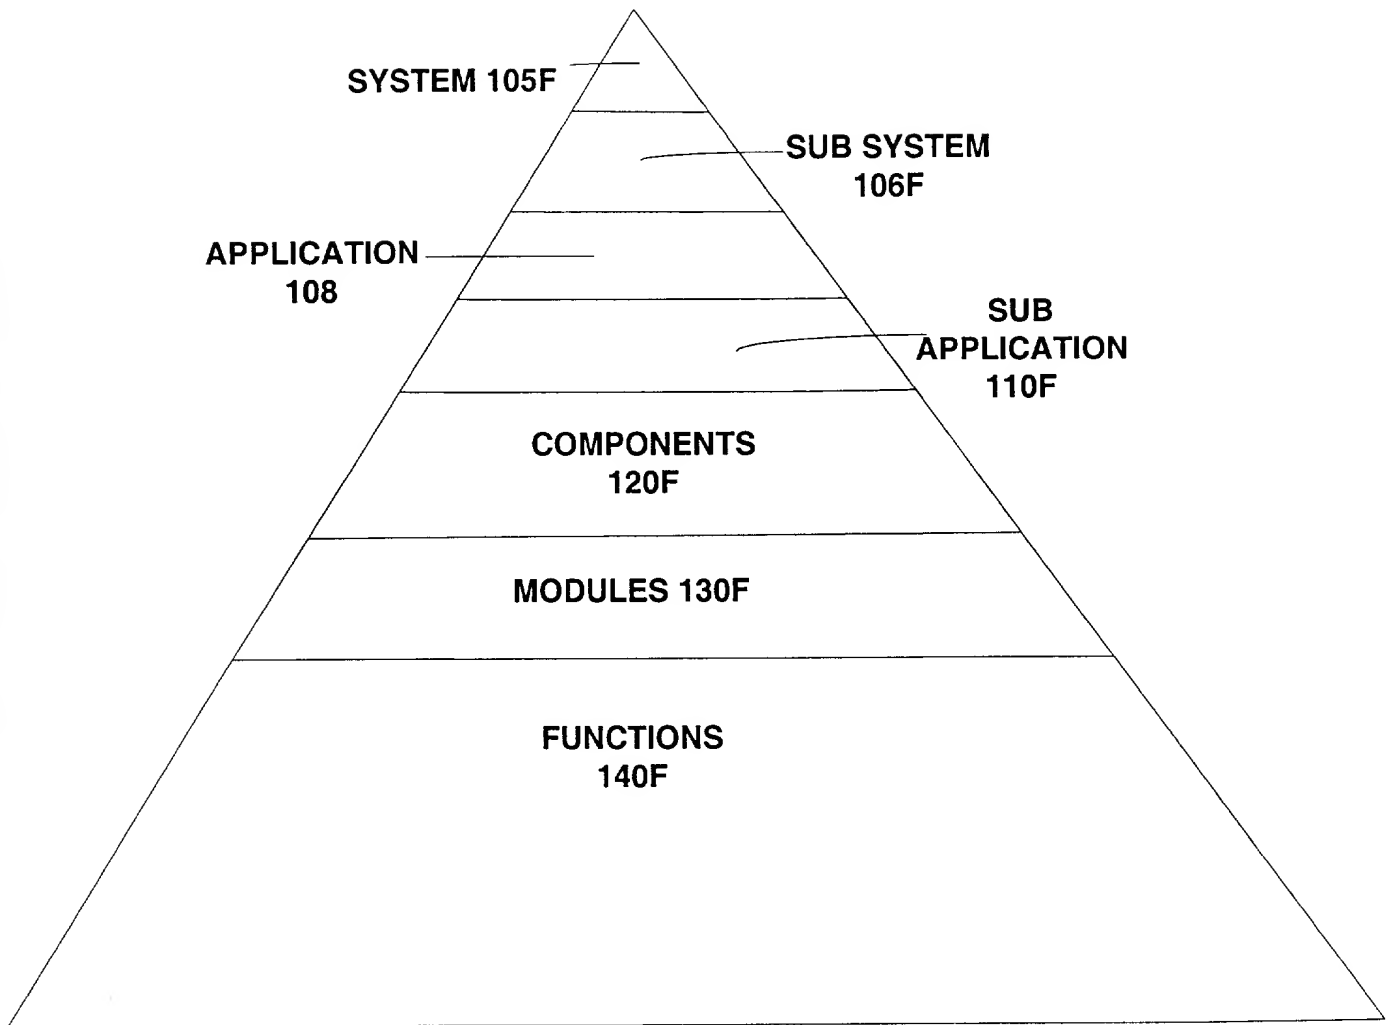 SYSTEM 105F
SUB SYSTEM
106F
APPLICATION
108
SUB
APPLICATION
110F
COMPONENTS
120F
MODULES 130F
FUNCTIONS
140F